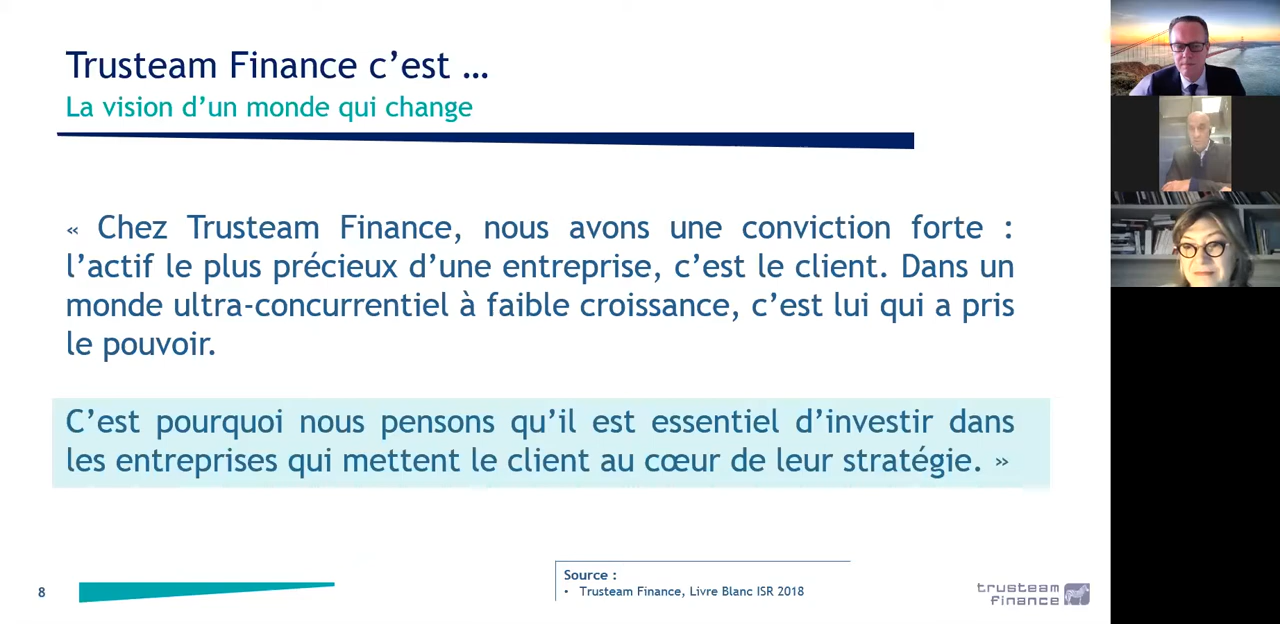 Trusteam Finance c’est …
La vision d’un monde qui change
« Chez Trusteam Finance, nous avons une conviction forte :
l’actif le plus précieux d’une entreprise, c’est le client. Dans un
monde ultra-concurrentiel à faible croissance, c’est lui qui a pris
le pouvoir.
C’est pourquoi nous pensons qu’il est essentiel d’investir dans
les entreprises qui mettent le client au cœur de leur stratégie. »
8
Source :
• Trusteam Finance, Livre Blanc ISR 2018
trusteam
finance